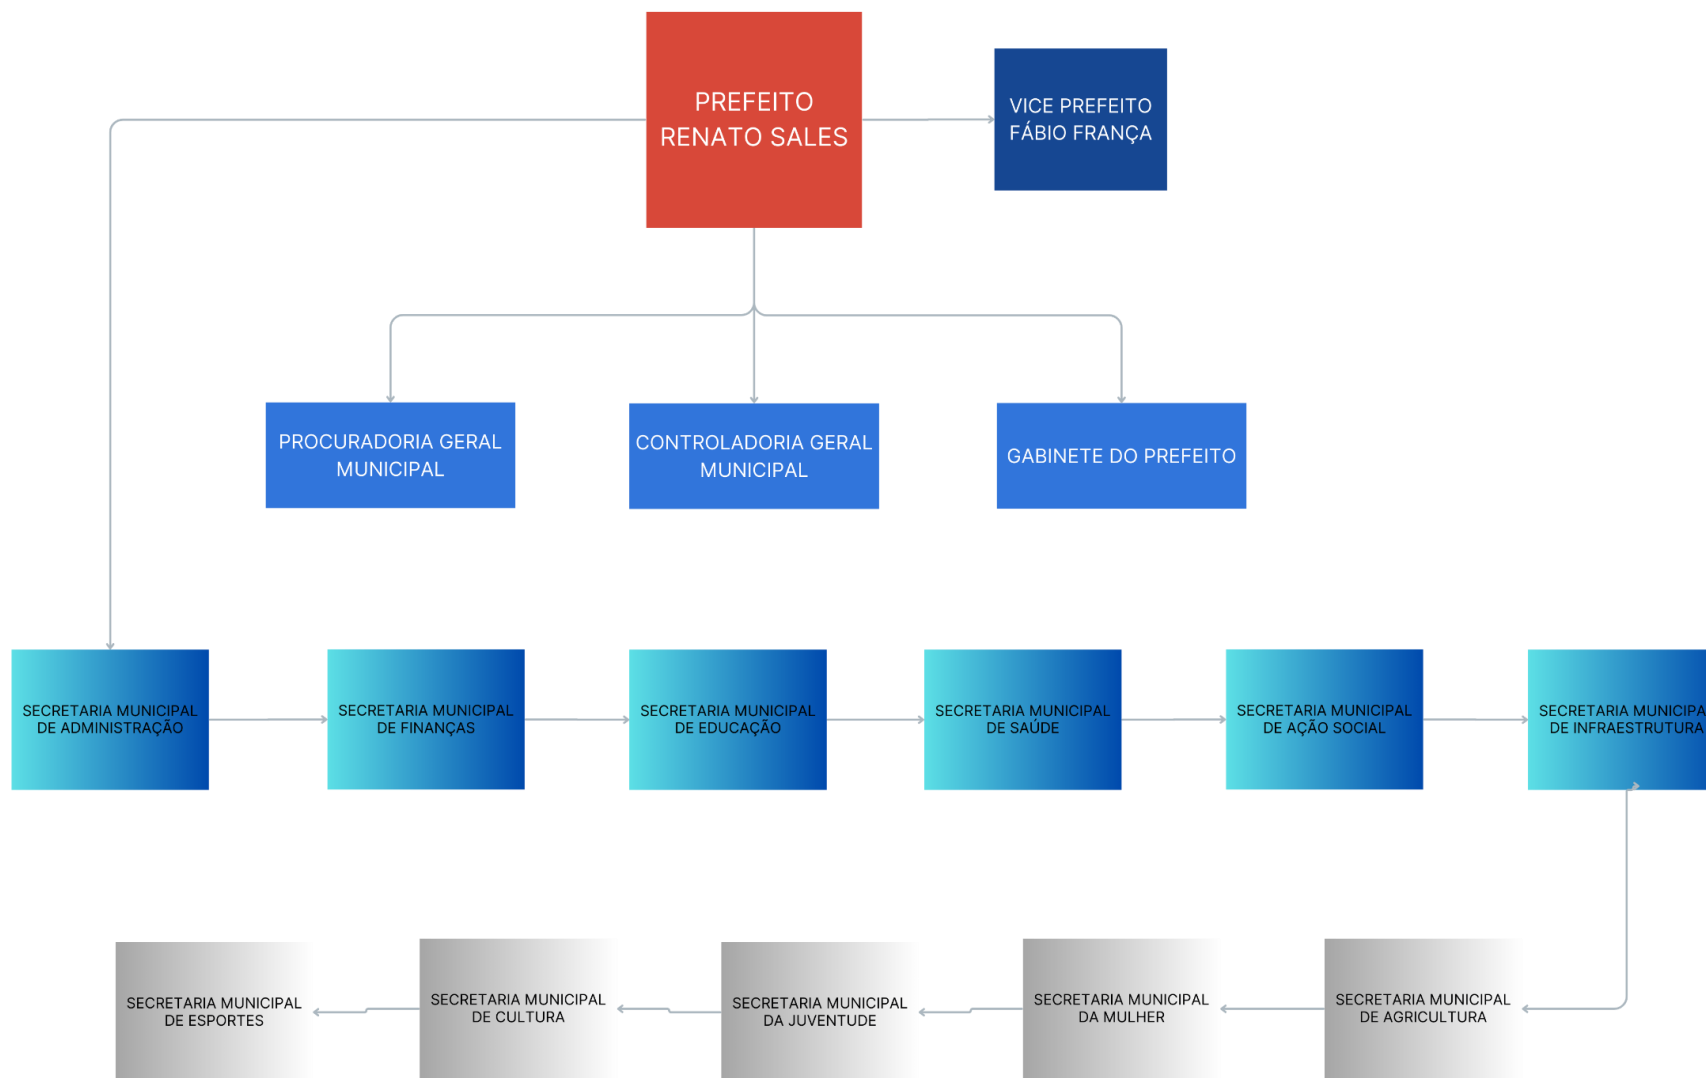 PREFEITO
RENATO SALES
VICE PREFEITO
FÁBIO FRANÇA
PROCURADORIA GERAL
MUNICIPAL
CONTROLADORIA GERAL
MUNICIPAL
GABINETE DO PREFEITO
SECRETARIA MUNICIPAL
DE ADMINISTRAÇÃO
SECRETARIA MUNICIPAL
DE FINANÇAS
SECRETARIA MUNICIPAL
DE EDUCAÇÃO
SECRETARIA MUNICIPAL
DE SAÚDE
SECRETARIA MUNICIPAL
DE AÇÃO SOCIAL
SECRETARIA MUNICIPAL
DE INFRAESTRUTURA
SECRETARIA MUNICIPAL
DE ESPORTES
SECRETARIA MUNICIPAL
DE CULTURA
SECRETARIA MUNICIPAL
DA JUVENTUDE
SECRETARIA MUNICIPAL
DA MULHER
SECRETARIA MUNICIPAL
DE AGRICULTURA